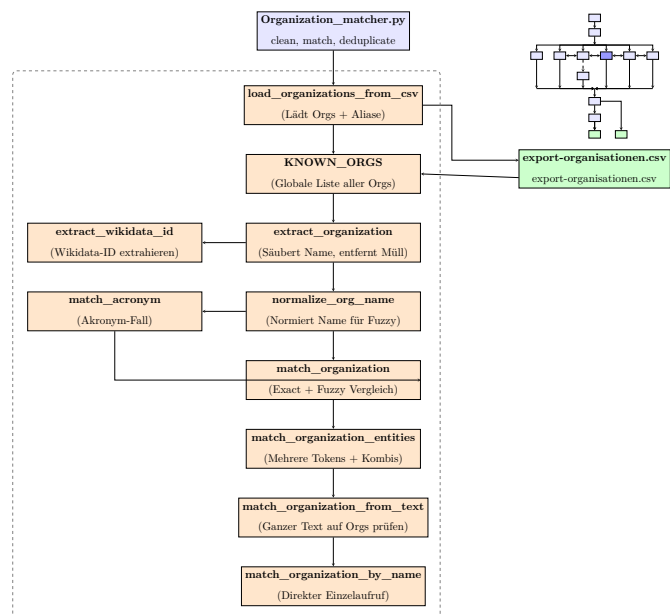 Organization_matcher.py
clean, match, deduplicate
load_organizations_from_csv
(Lädt Orgs + Aliase)
export-organisationen.csv
export-organisationen.csv
KNOWN_ORGS
(Globale Liste aller Orgs)
extract_wikidata_id
(Wikidata-ID extrahieren)
extract_organization
(Säubert Name, entfernt Müll)
match_acronym
(Akronym-Fall)
normalize_org_name
(Normiert Name für Fuzzy)
match_organization
(Exact + Fuzzy Vergleich)
match_organization_entities
(Mehrere Tokens + Kombis)
match_organization_from_text
(Ganzer Text auf Orgs prüfen)
match_organization_by_name
(Direkter Einzelaufruf)